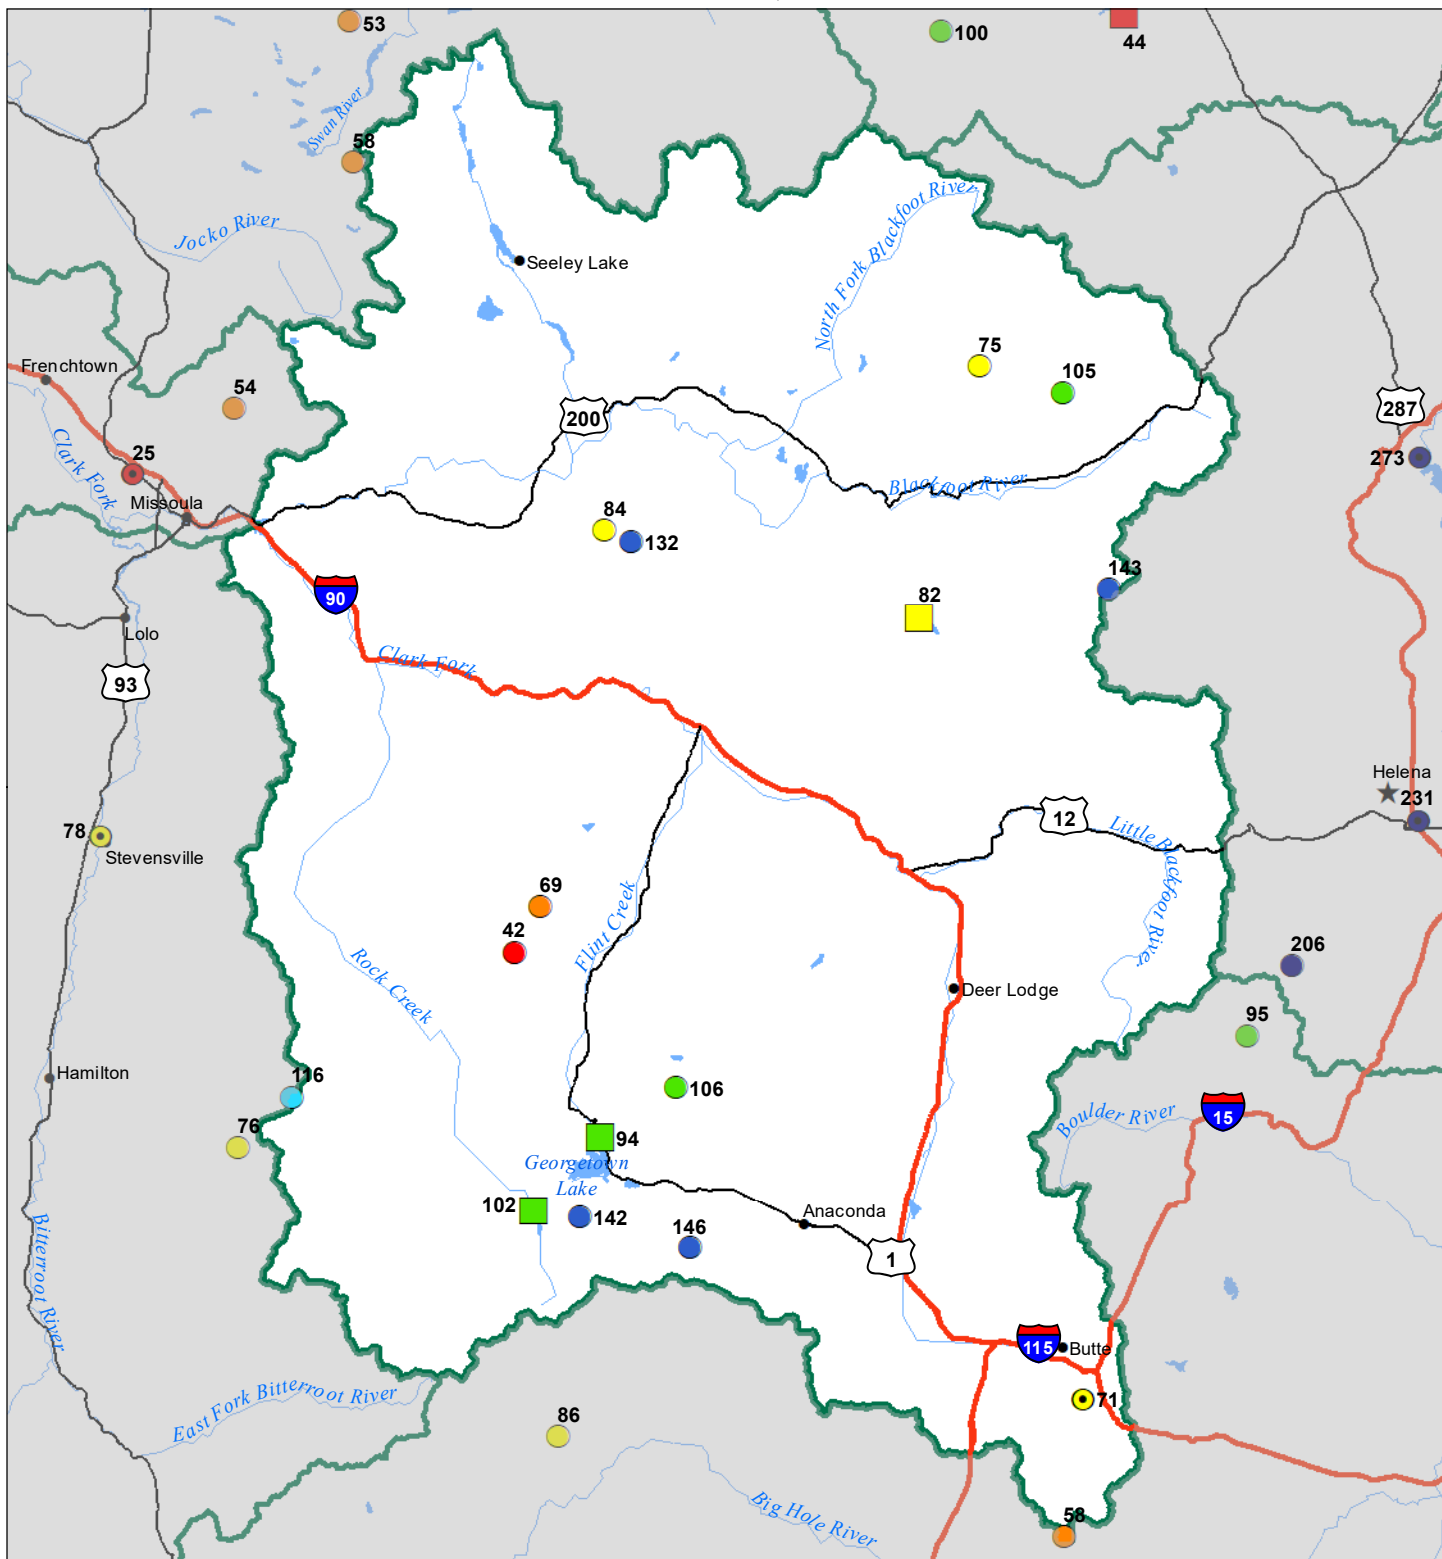 53
100
44
Swan River
58
Jocko River
North Fork Blackfoot River
Seeley Lake
75
105
Frenchtown
54
200
287
25
273
Clark Fork
Missoula
Blackfoot River
84
132
143
90
82
Lolo
Clark Fork
93
Helena
231
12
Little Blackfoot River
78
Stevensville
69
Flint Creek
42
206
Rock Creek
Deer Lodge
95
Hamilton
116
106
15
Boulder River
76
94
Georgetown
Lake
102
142
Anaconda
146
Bitterroot River
1
115
Butte
East Fork Bitterroot River
71
86
Big Hole River
58